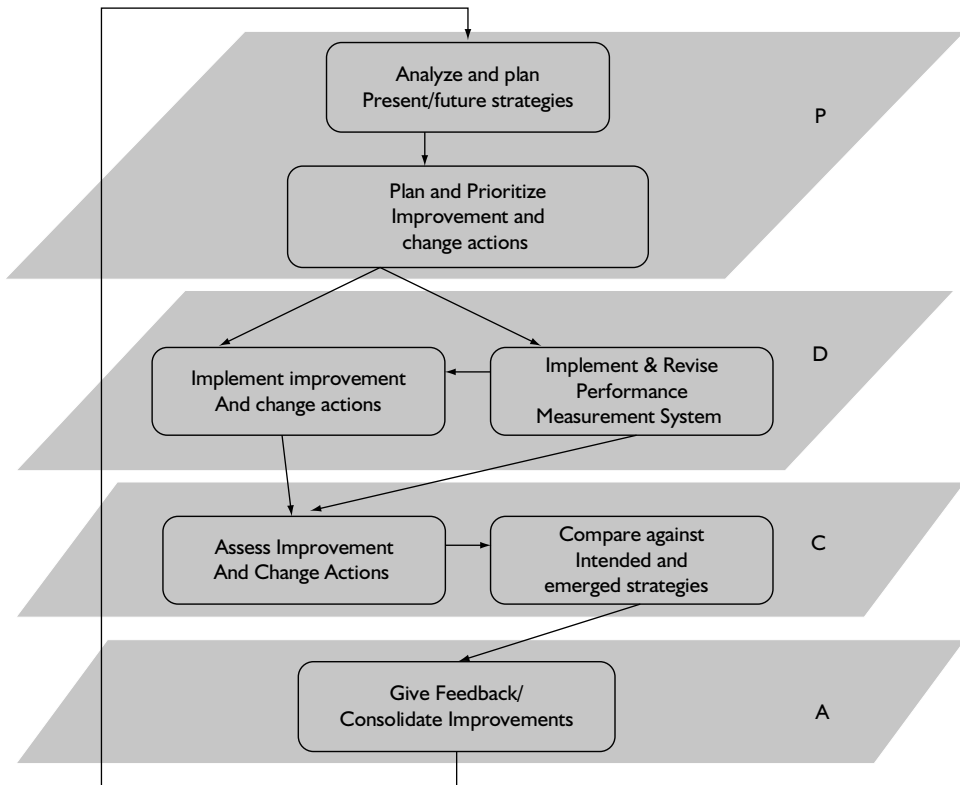 Analyze and plan
Present/future strategies
P
Plan and Prioritize
Improvement and
change actions
D
Implement improvement
And change actions
Implement & Revise
Performance
Measurement System
C
Assess Improvement
And Change Actions
Compare against
Intended and
emerged strategies
Give Feedback/
Consolidate Improvements
A